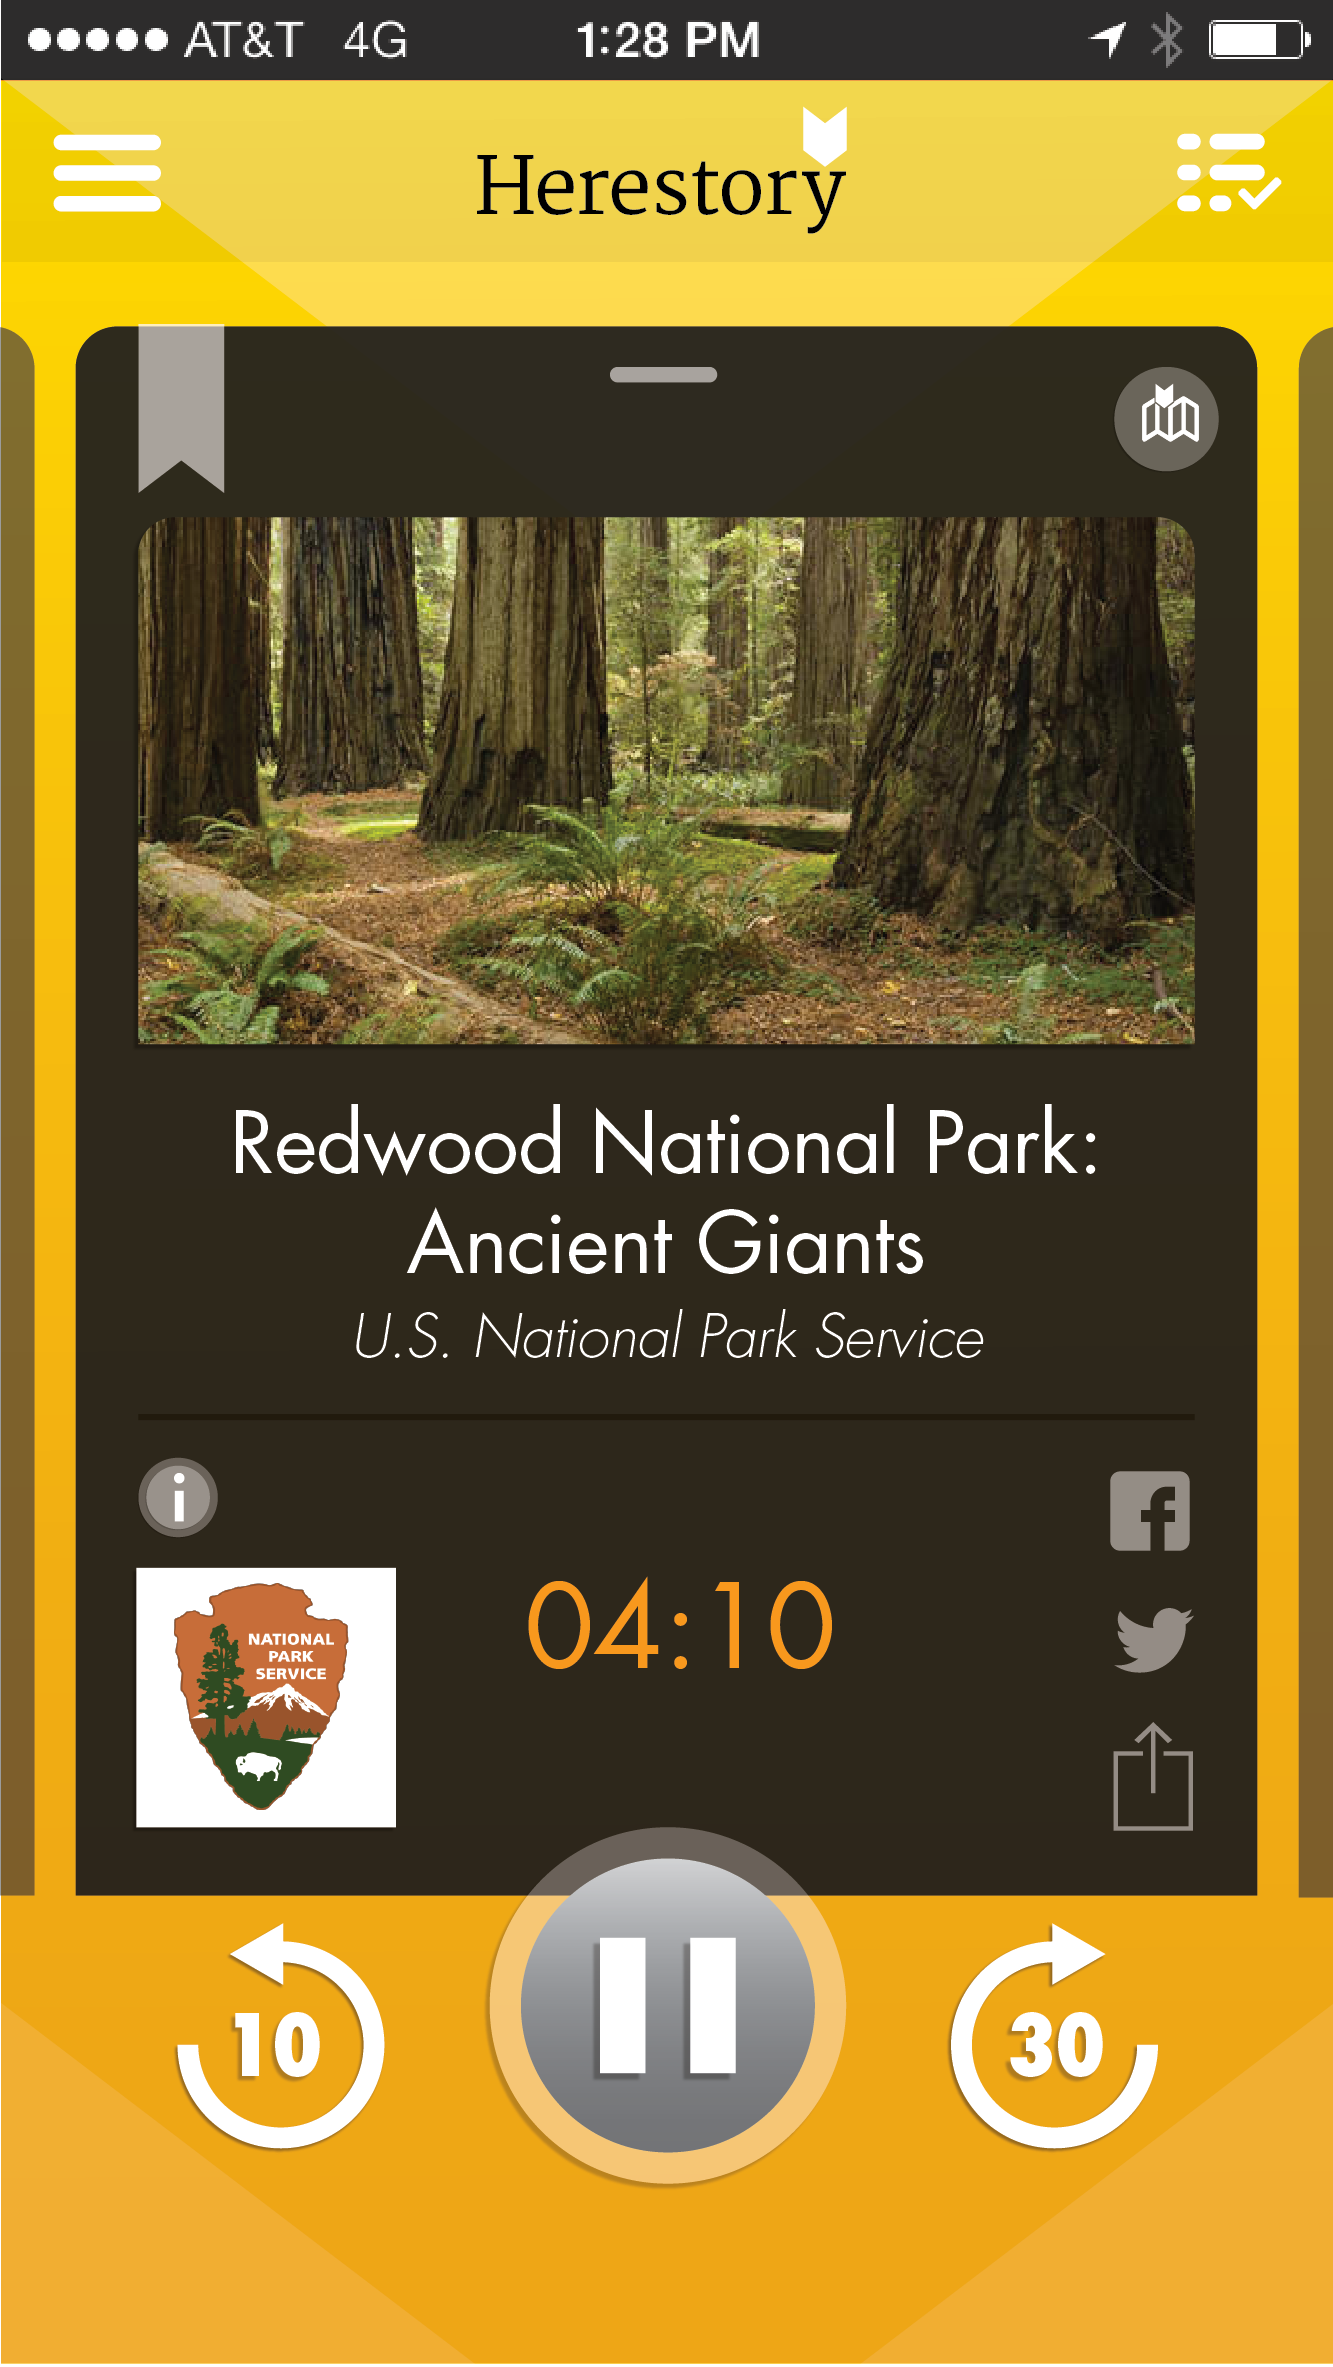 AT&T 4G 1:28 PM
Herestory
Redwood National Park:
Ancient Giants
U.S. National Park Service
i
NATIONAL
PARK
SERVICE
04:10
f
10 30